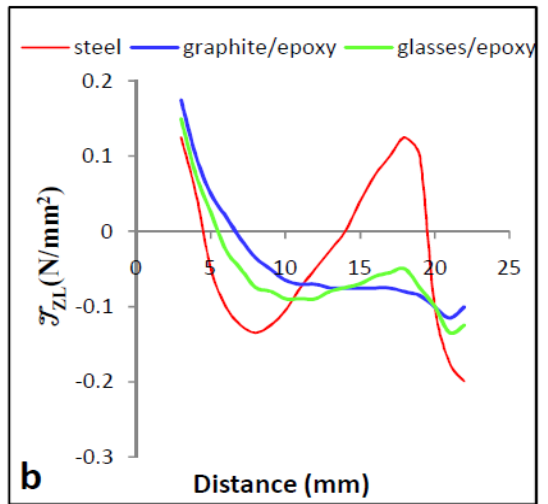 steel graphite/epoxy glasses/epoxy
0.2
0.1
0
0 5 10 15 20 25
-0.1
-0.2
-0.3
𝒯ZL(N/mm²)
b
Distance (mm)